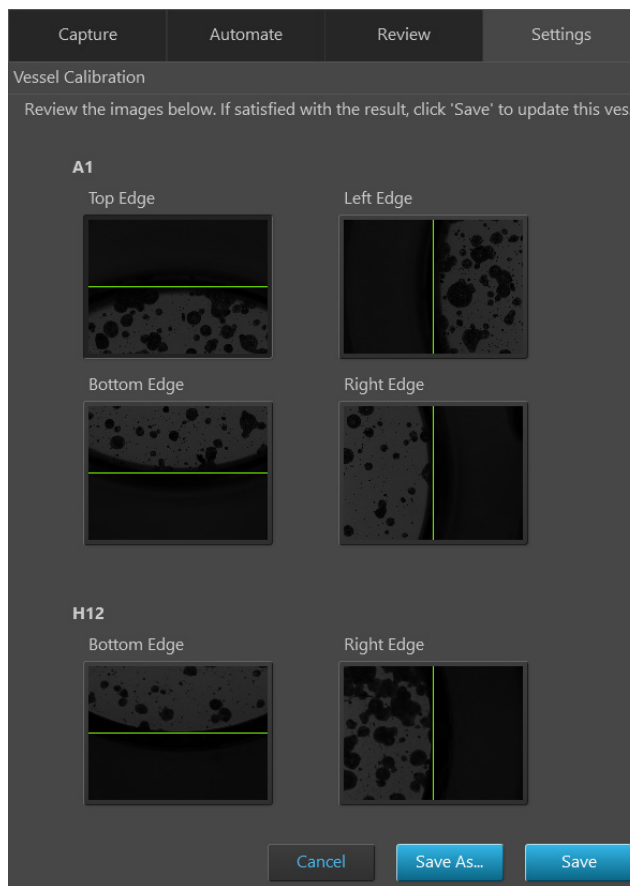 Capture Automate Review Settings
Vessel Calibration
Review the images below. If satisfied with the result, click 'Save' to update this ves
A1
Top Edge Left Edge
Bottom Edge Right Edge
H12
Bottom Edge Right Edge
Cancel Save As... Save